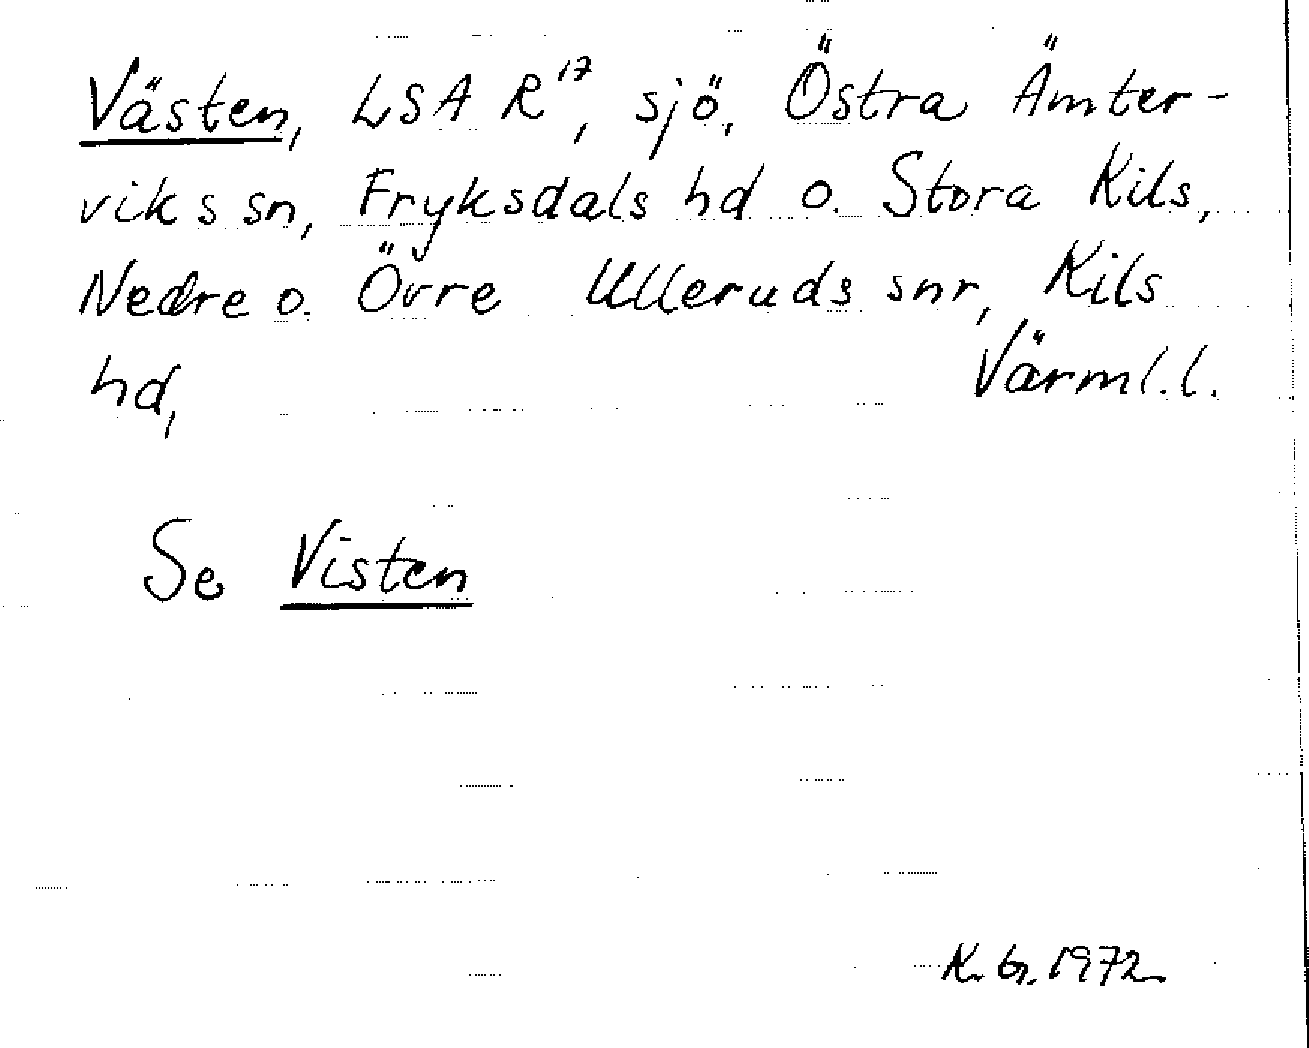 Västen, LSA R¹⁷, sjö, Östra Ämter-
viks sn, Fryksdals hd o. Stora Kils,
Nedre o. Övre Ulleruds snr, Kils
hd, Värml.l.
Se Visten
K. G. 1972